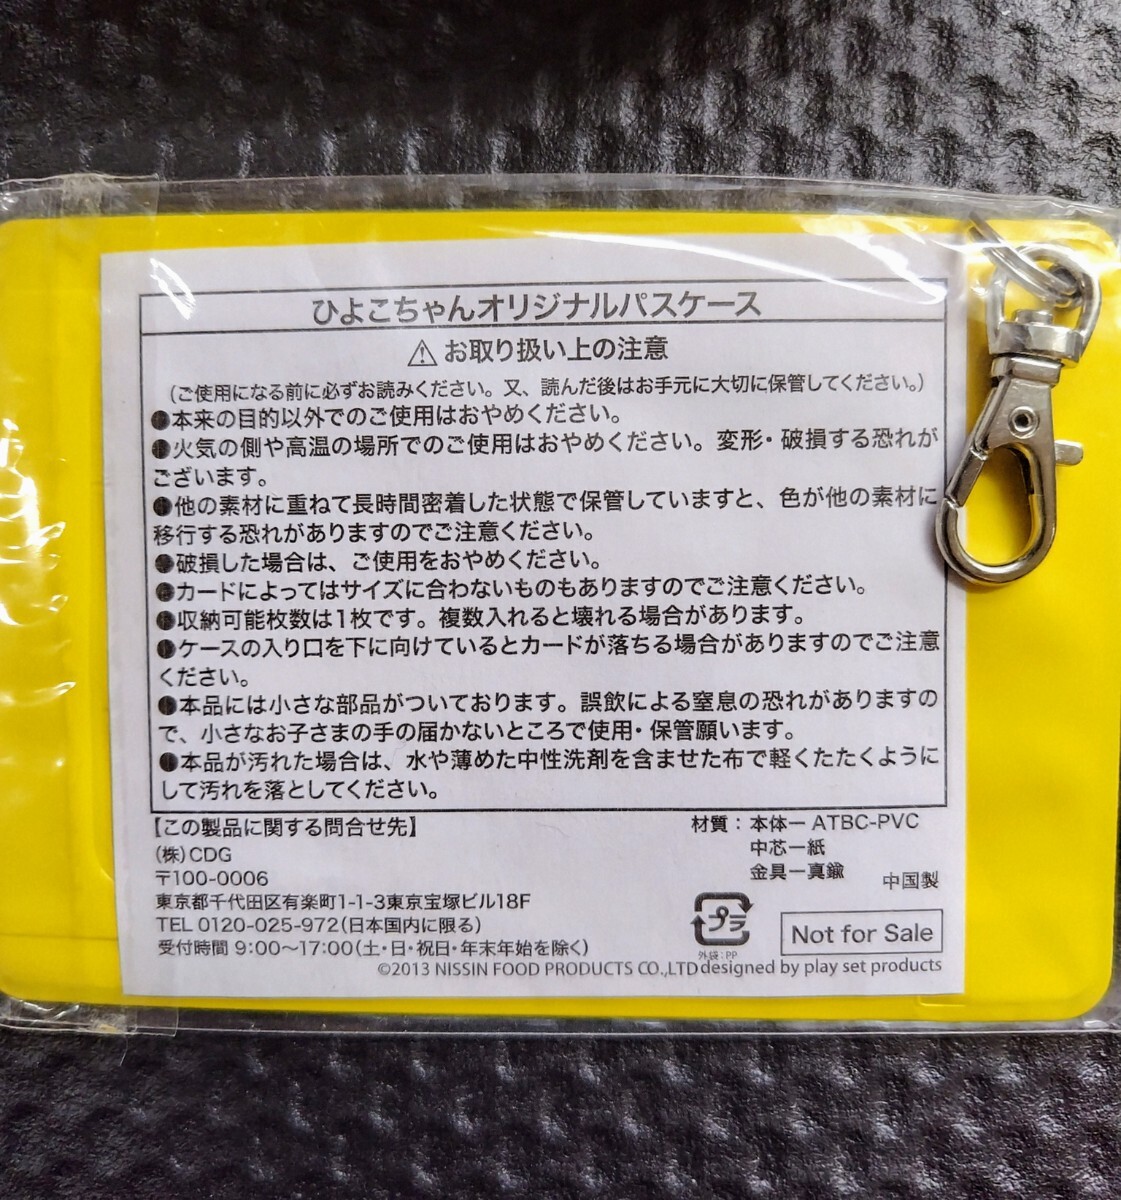 ひよこちゃんオリジナルパスケース
⚠ お取り扱い上の注意
(ご使用になる前に必ずお読みください。又、読んだ後はお手元に大切に保管してください。)
●本来の目的以外でのご使用はおやめください。
●火気の側や高温の場所でのご使用はおやめください。変形・破損する恐れが
ございます。
●他の素材に重ねて長時間密着した状態で保管していますと、色が他の素材に
移行する恐れがありますのでご注意ください。
●破損した場合は、ご使用をおやめください。
●カードによってはサイズに合わないものもありますのでご注意ください。
●収納可能枚数は1枚です。複数入れると壊れる場合があります。
●ケースの入り口を下に向けているとカードが落ちる場合がありますのでご注意
ください。
●本品には小さな部品がついております。誤飲による窒息の恐れがありますの
で、小さなお子さまの手の届かないところで使用・保管願います。
●本品が汚れた場合は、水や薄めた中性洗剤を含ませた布で軽くたたくように
して汚れを落としてください。
【この製品に関する問合せ先】
(株)CDG
〒100-0006
東京都千代田区有楽町1-1-3東京宝塚ビル18F
TEL 0120-025-972(日本国内に限る)
受付時間 9:00〜17:00(土・日・祝日・年末年始を除く)
材質：本体ー ATBC-PVC
中芯ー紙
金具ー真鍮
中国製
プラ
外袋：PP
Not for Sale
©2013 NISSIN FOOD PRODUCTS CO.,LTD designed by play set products